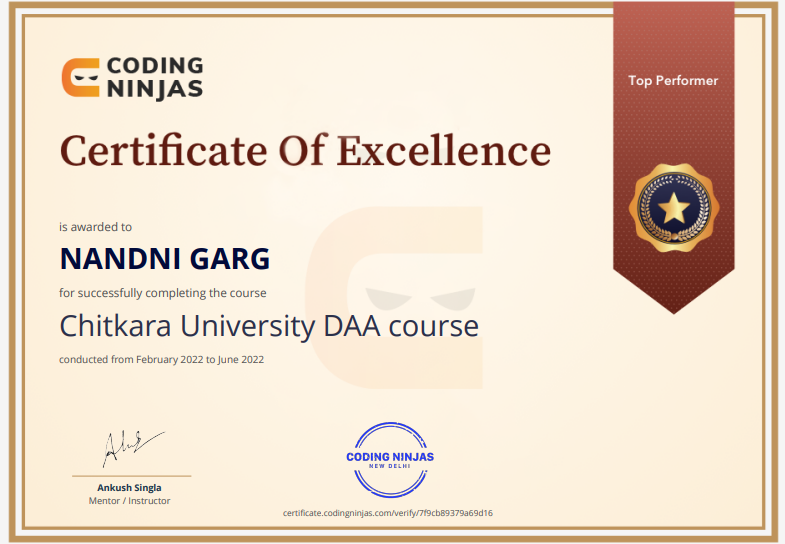 CODING
NINJAS
Top Performer
Certificate Of Excellence
is awarded to
NANDNI GARG
for successfully completing the course
Chitkara University DAA course
conducted from February 2022 to June 2022
Ankush Singla
Mentor / Instructor
CODING NINJAS
NEW DELHI
certificate.codingninjas.com/verify/7f9cb89379a69d16